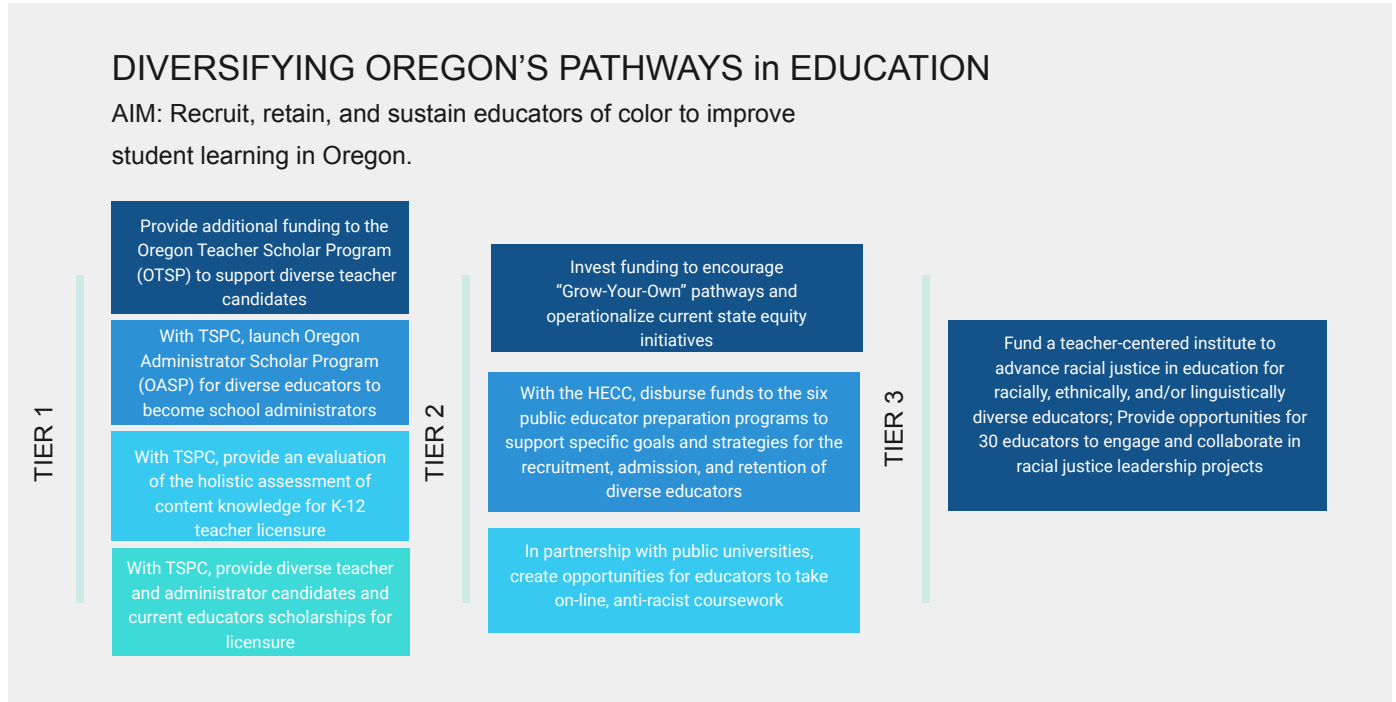 DIVERSIFYING OREGON’S PATHWAYS in EDUCATION
AIM: Recruit, retain, and sustain educators of color to improve
student learning in Oregon.
TIER 1
Provide additional funding to the
Oregon Teacher Scholar Program
(OTSP) to support diverse teacher
candidates
With TSPC, launch Oregon
Administrator Scholar Program
(OASP) for diverse educators to
become school administrators
With TSPC, provide an evaluation
of the holistic assessment of
content knowledge for K-12
teacher licensure
With TSPC, provide diverse teacher
and administrator candidates and
current educators scholarships for
licensure
TIER 2
Invest funding to encourage
“Grow-Your-Own” pathways and
operationalize current state equity
initiatives
With the HECC, disburse funds to the six
public educator preparation programs to
support specific goals and strategies for the
recruitment, admission, and retention of
diverse educators
In partnership with public universities,
create opportunities for educators to take
on-line, anti-racist coursework
TIER 3
Fund a teacher-centered institute to
advance racial justice in education for
racially, ethnically, and/or linguistically
diverse educators; Provide opportunities for
30 educators to engage and collaborate in
racial justice leadership projects